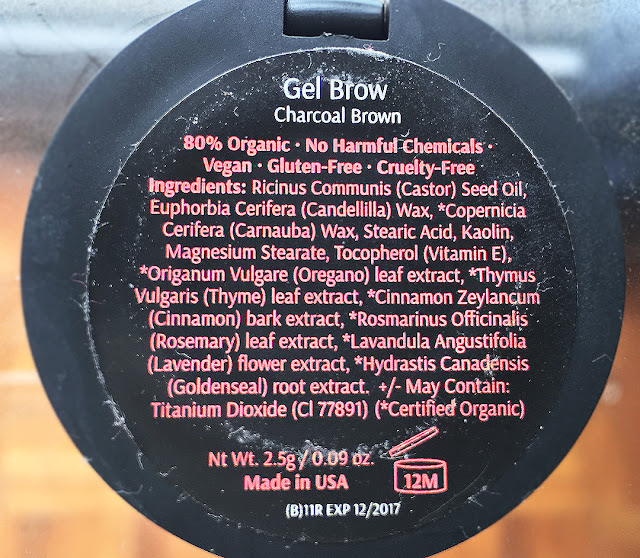 Gel Brow
Charcoal Brown
80% Organic · No Harmful Chemicals ·
Vegan · Gluten-Free · Cruelty-Free
Ingredients: Ricinus Communis (Castor) Seed Oil,
Euphorbia Cerifera (Candellilla) Wax, *Copernicia
Cerifera (Carnauba) Wax, Stearic Acid, Kaolin,
Magnesium Stearate, Tocopherol (Vitamin E),
*Origanum Vulgare (Oregano) leaf extract, *Thymus
Vulgaris (Thyme) leaf extract, *Cinnamon Zeylancum
(Cinnamon) bark extract, *Rosmarinus Officinalis
(Rosemary) leaf extract, *Lavandula Angustifolia
(Lavender) flower extract, *Hydrastis Canadensis
(Goldenseal) root extract. +/- May Contain:
Titanium Dioxide (Cl 77891) (*Certified Organic)
Nt Wt. 2.5g / 0.09 oz.
Made in USA
12M
(B)11R EXP 12/2017